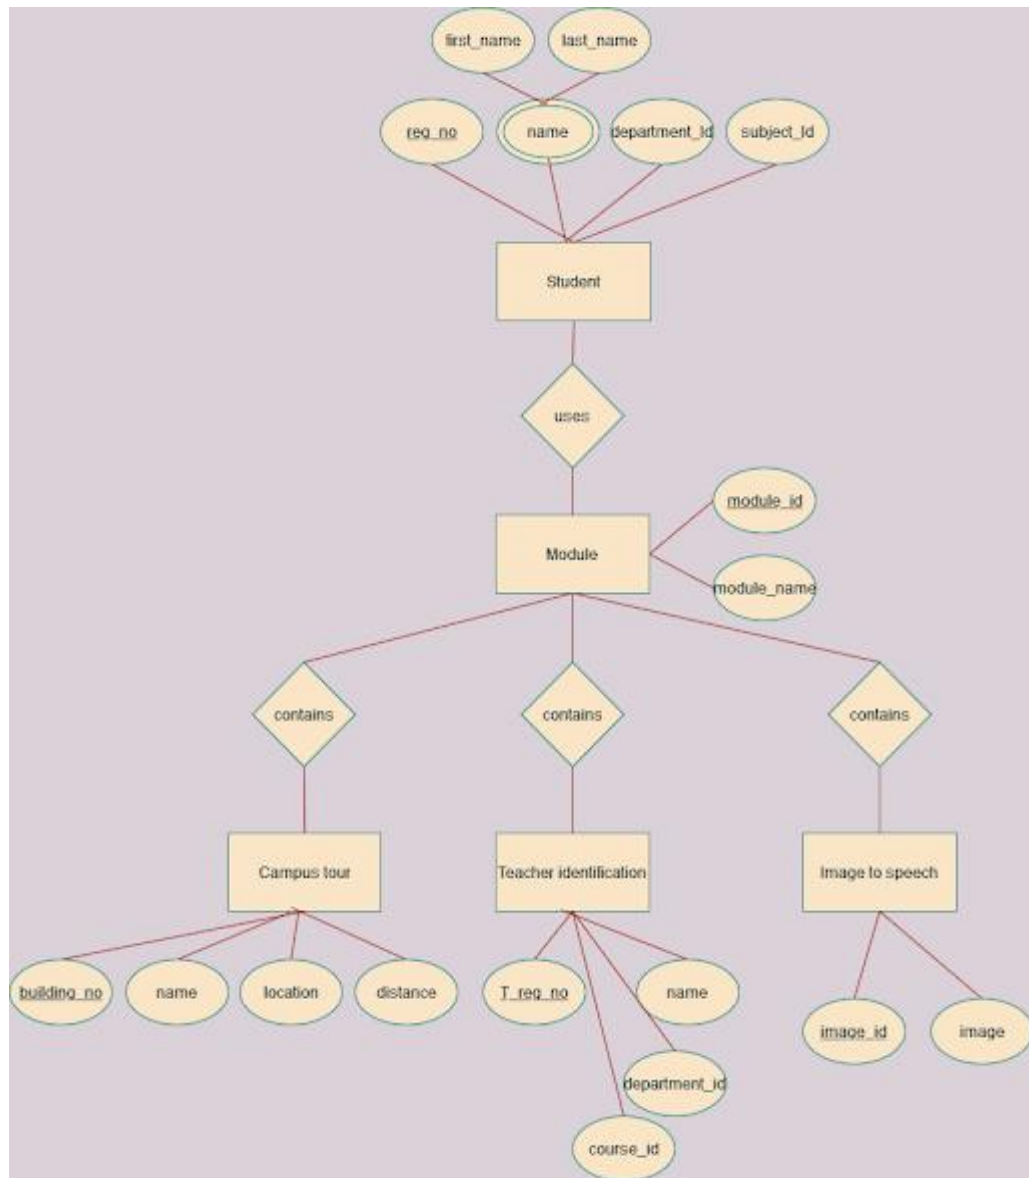 first_name
last_name
reg_no
name
department_Id
subject_Id
Student
uses
module_id
Module
module_name
contains
contains
contains
Campus tour
Teacher identification
Image to speech
building_no
name
location
distance
T_reg_no
name
image_id
image
department_id
course_id